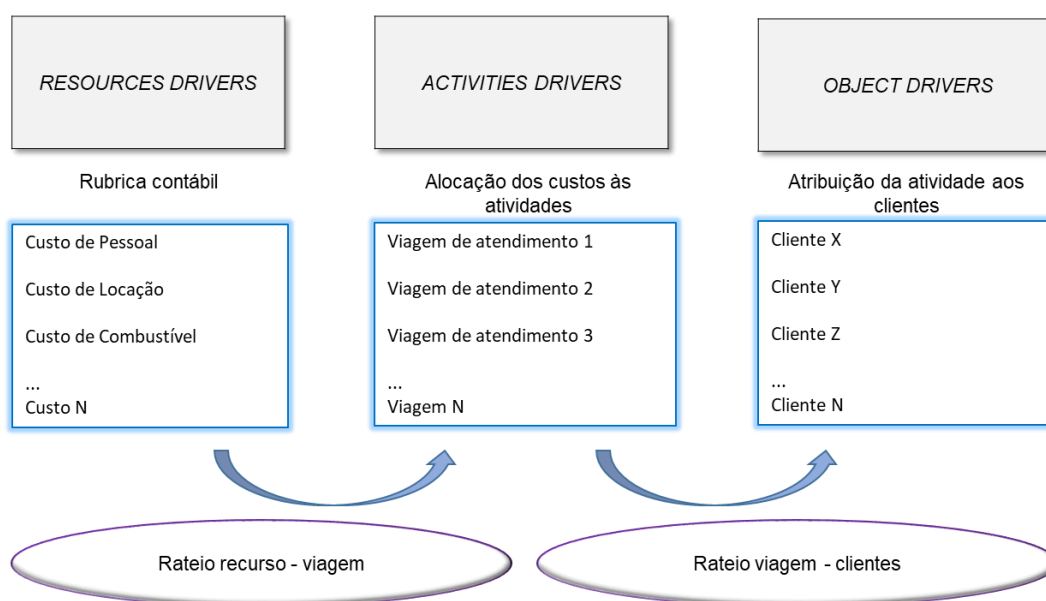 RESOURCES DRIVERS
ACTIVITIES DRIVERS
OBJECT DRIVERS
Rubrica contábil
Alocação dos custos às
atividades
Atribuição da atividade aos
clientes
Custo de Pessoal
Custo de Locação
Custo de Combustível
...
Custo N
Viagem de atendimento 1
Viagem de atendimento 2
Viagem de atendimento 3
...
Viagem N
Cliente X
Cliente Y
Cliente Z
...
Cliente N
Rateio recurso - viagem
Rateio viagem - clientes